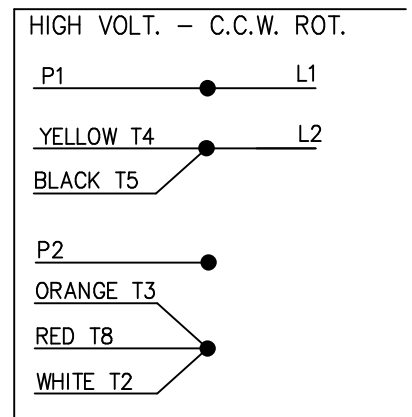 HIGH VOLT. – C.C.W. ROT.
P1 L1
YELLOW T4 L2
BLACK T5
P2
ORANGE T3
RED T8
WHITE T2